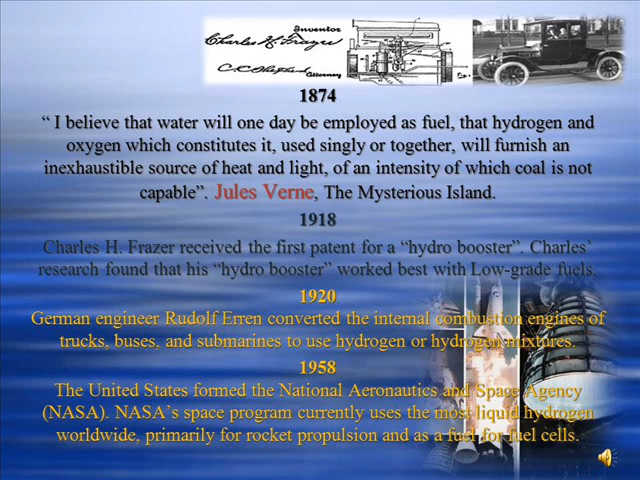 Inventor
Charles H. Frazer
C. C. Shepherd
Attorney
1874
“ I believe that water will one day be employed as fuel, that hydrogen and
oxygen which constitutes it, used singly or together, will furnish an
inexhaustible source of heat and light, of an intensity of which coal is not
capable”. Jules Verne, The Mysterious Island.
1918
Charles H. Frazer received the first patent for a “hydro booster”. Charles’
research found that his “hydro booster” worked best with Low-grade fuels.
1920
German engineer Rudolf Erren converted the internal combustion engines of
trucks, buses, and submarines to use hydrogen or hydrogen mixtures.
1958
The United States formed the National Aeronautics and Space Agency
(NASA). NASA’s space program currently uses the most liquid hydrogen
worldwide, primarily for rocket propulsion and as a fuel for fuel cells.